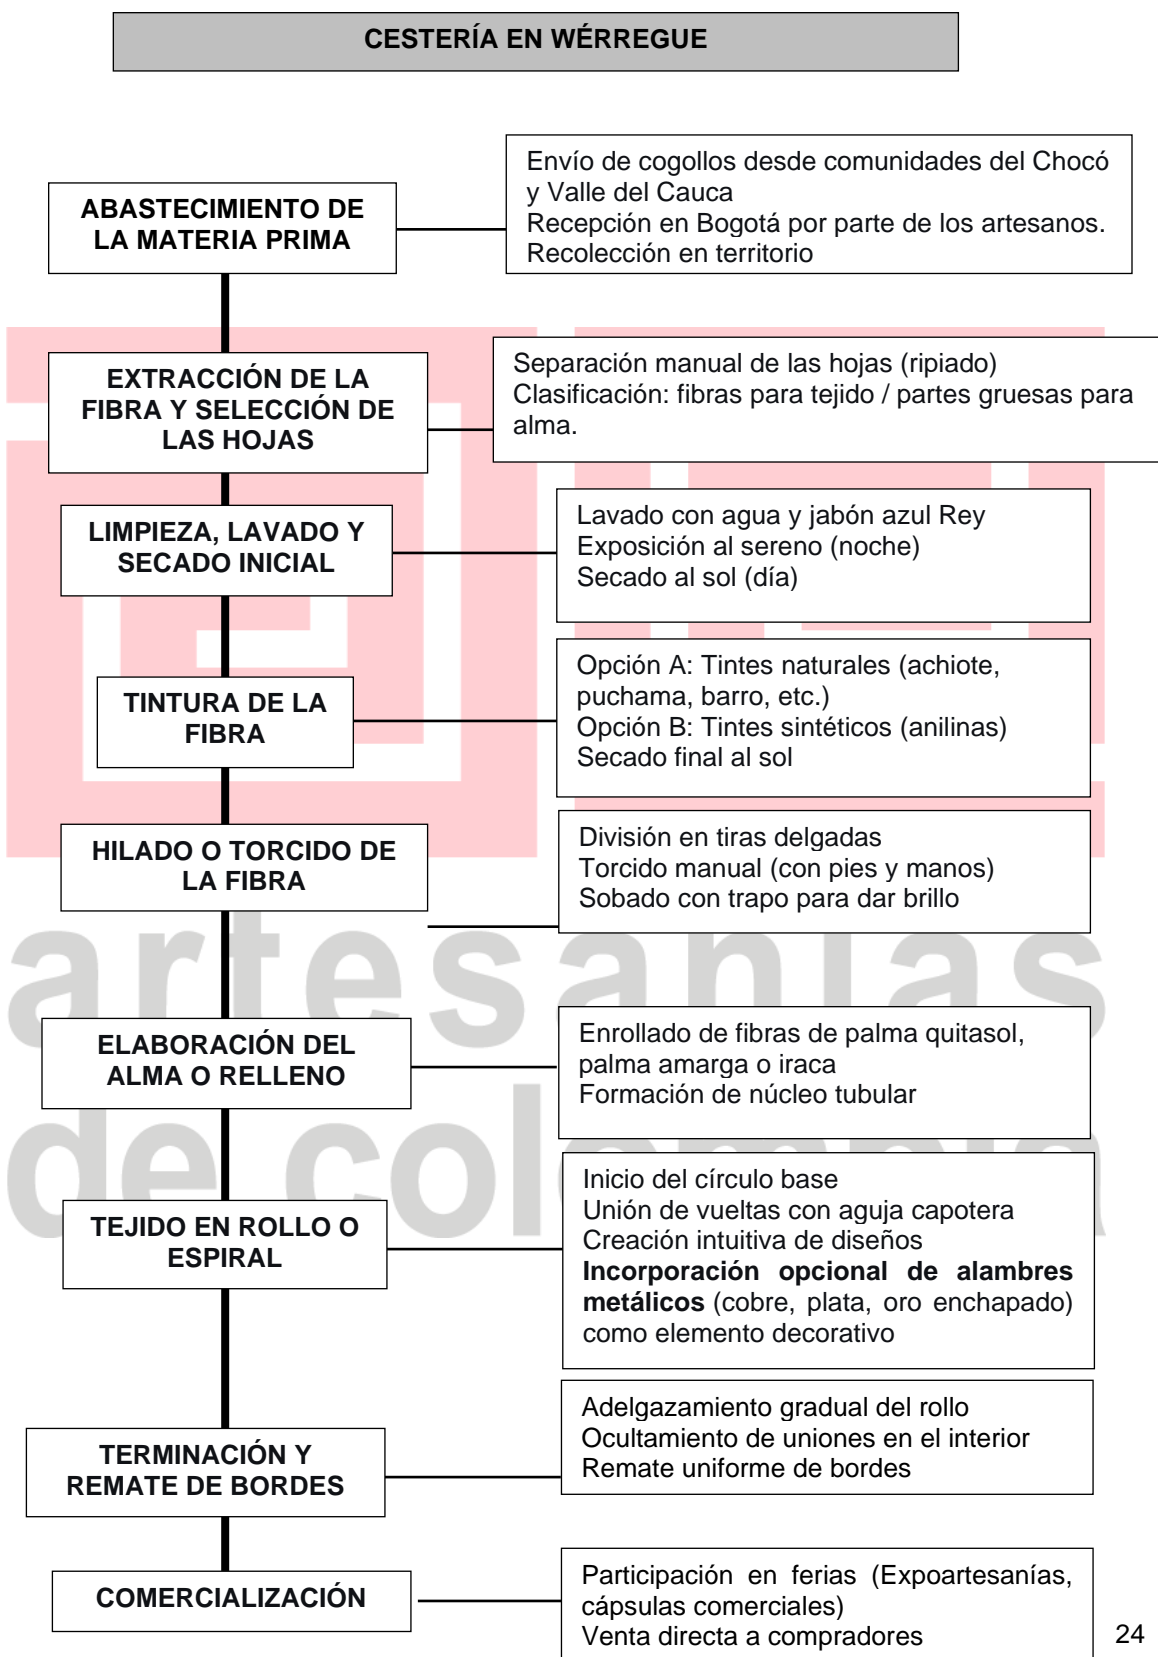 CESTERÍA EN WÉRREGUE
ABASTECIMIENTO DE
LA MATERIA PRIMA
Envío de cogollos desde comunidades del Chocó
y Valle del Cauca
Recepción en Bogotá por parte de los artesanos.
Recolección en territorio
EXTRACCIÓN DE LA
FIBRA Y SELECCIÓN DE
LAS HOJAS
Separación manual de las hojas (ripiado)
Clasificación: fibras para tejido / partes gruesas para
alma.
LIMPIEZA, LAVADO Y
SECADO INICIAL
Lavado con agua y jabón azul Rey
Exposición al sereno (noche)
Secado al sol (día)
TINTURA DE LA
FIBRA
Opción A: Tintes naturales (achiote,
puchama, barro, etc.)
Opción B: Tintes sintéticos (anilinas)
Secado final al sol
HILADO O TORCIDO DE
LA FIBRA
División en tiras delgadas
Torcido manual (con pies y manos)
Sobado con trapo para dar brillo
artesanías
ELABORACIÓN DEL
ALMA O RELLENO
Enrollado de fibras de palma quitasol,
palma amarga o iraca
Formación de núcleo tubular
de colombia
TEJIDO EN ROLLO O
ESPIRAL
Inicio del círculo base
Unión de vueltas con aguja capotera
Creación intuitiva de diseños
Incorporación opcional de alambres
metálicos (cobre, plata, oro enchapado)
como elemento decorativo
TERMINACIÓN Y
REMATE DE BORDES
Adelgazamiento gradual del rollo
Ocultamiento de uniones en el interior
Remate uniforme de bordes
COMERCIALIZACIÓN
Participación en ferias (Expoartesanías,
cápsulas comerciales)
Venta directa a compradores
24